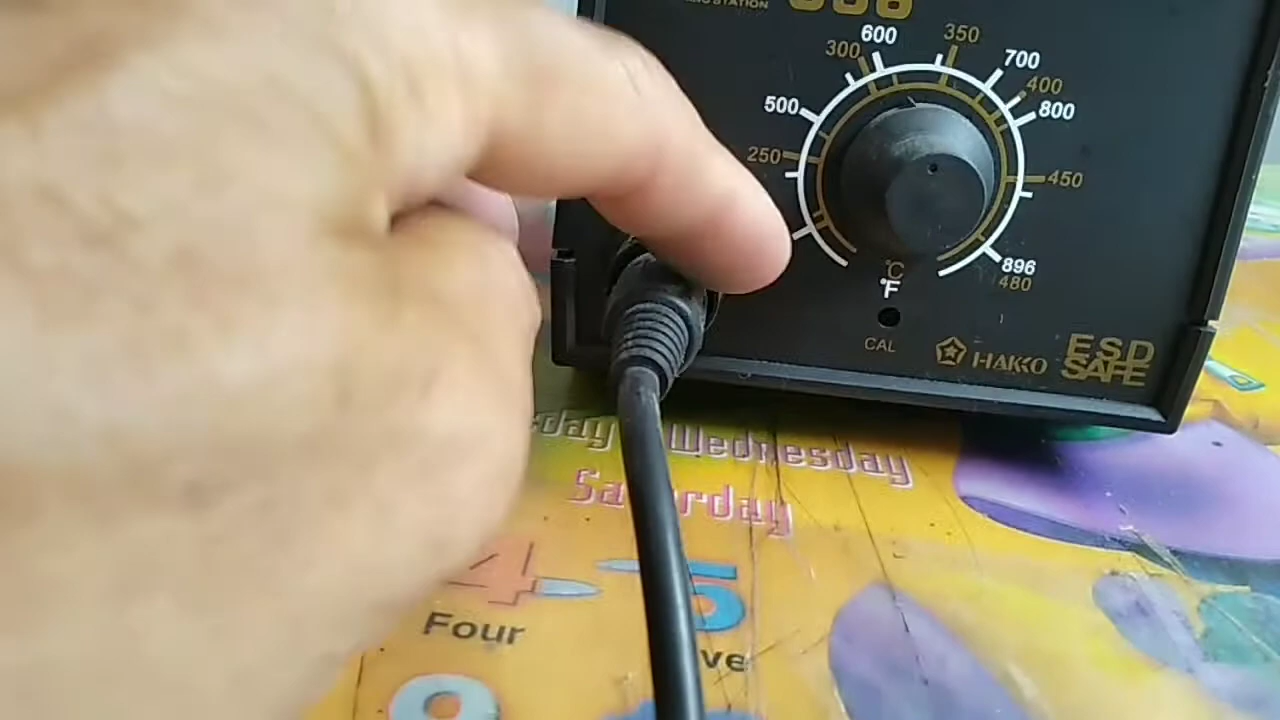 STATION
600
350
300
700
400
500
800
250
450
896
480
°C
°F
CAL
HAKKO
ESD
SAFE
day Wednesday
Saturday
4
5
Four
ve